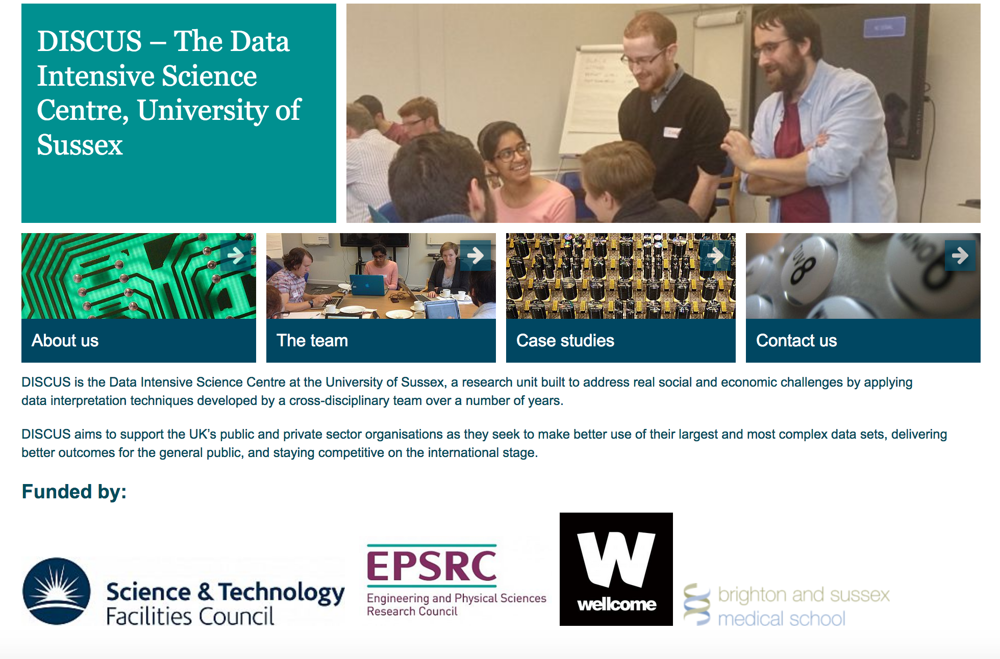 DISCUS – The Data
Intensive Science
Centre, University of
Sussex
TUV8
MNO6
About us
The team
Case studies
Contact us
DISCUS is the Data Intensive Science Centre at the University of Sussex, a research unit built to address real social and economic challenges by applying
data interpretation techniques developed by a cross-disciplinary team over a number of years.
DISCUS aims to support the UK’s public and private sector organisations as they seek to make better use of their largest and most complex data sets, delivering
better outcomes for the general public, and staying competitive on the international stage.
Funded by:
Science & Technology
Facilities Council
EPSRC
Engineering and Physical Sciences
Research Council
W
wellcome
brighton and sussex
medical school